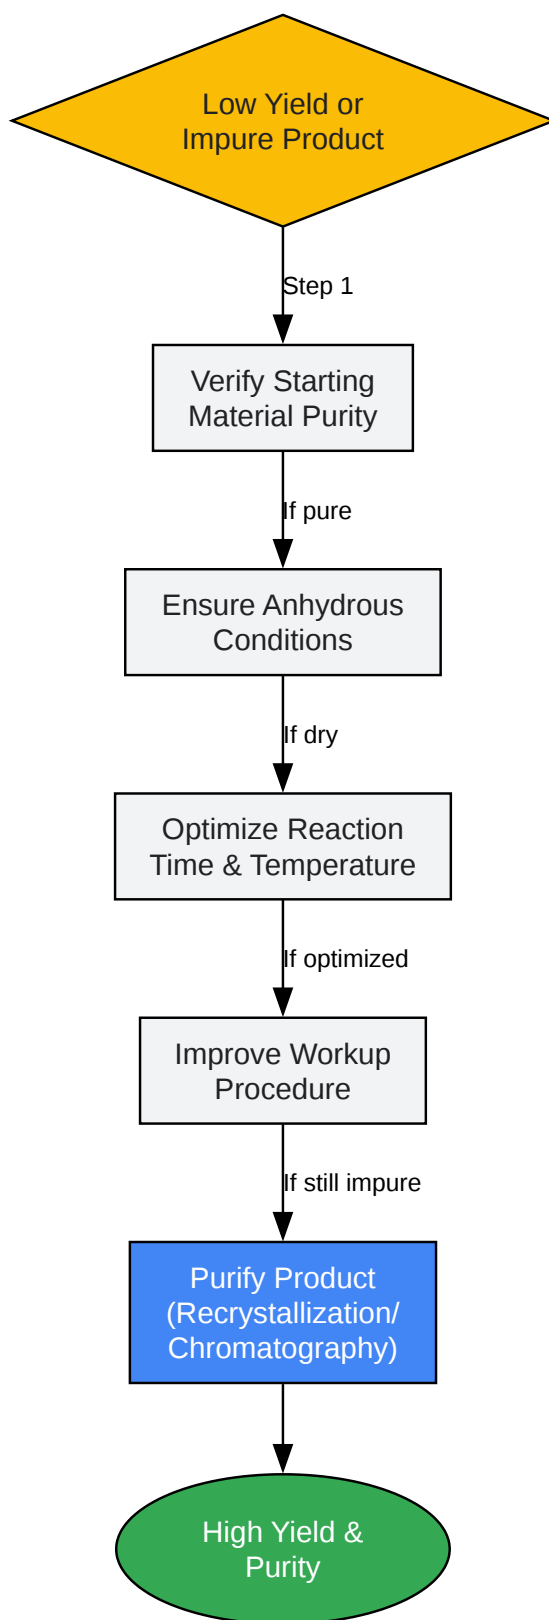 Low Yield or
Impure Product
Step 1
Verify Starting
Material Purity
If pure
Ensure Anhydrous
Conditions
If dry
Optimize Reaction
Time & Temperature
If optimized
Improve Workup
Procedure
If still impure
Purify Product
(Recrystallization/
Chromatography)
High Yield &
Purity